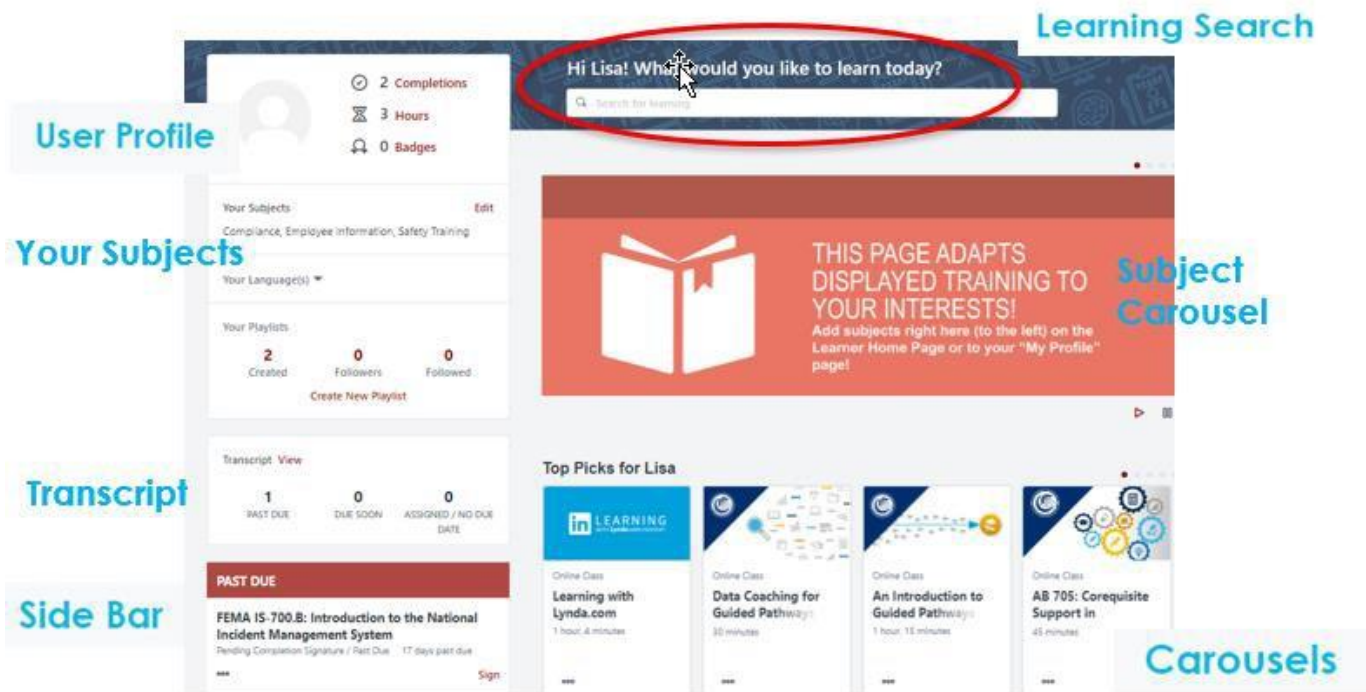 Learning Search
Hi Lisa! What would you like to learn today?
Search for learning
User Profile
2 Completions
3 Hours
0 Badges
Your Subjects
Your Subjects
Edit
Compliance, Employee Information, Safety Training
Your Language(s)
Your Playlists
2
0
0
Created
Followers
Followed
Create New Playlist
Subject
Carousel
THIS PAGE ADAPTS
DISPLAYED TRAINING TO
YOUR INTERESTS!
Add subjects right here (to the left) on the
Learner Home Page or to your "My Profile"
page!
Transcript
Transcript View
1
0
0
PAST DUE
DUE SOON
ASSIGNED / NO DUE
DATE
Side Bar
PAST DUE
FEMA IS-700.B: Introduction to the National
Incident Management System
Pending Completion Signature / Past Due 17 days past due
Sign
Top Picks for Lisa
in LEARNING
Online Class
Learning with
Lynda.com
1 hour, 4 minutes
Online Class
Data Coaching for
Guided Pathways
30 minutes
Online Class
An Introduction to
Guided Pathways
1 hour, 15 minutes
Online Class
AB 705: Corequisite
Support in
45 minutes
Carousels